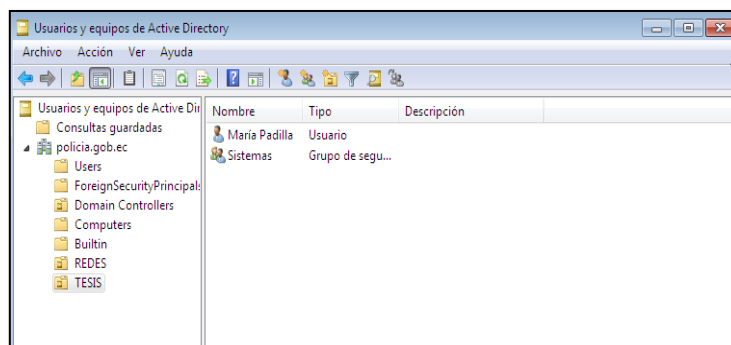 Usuarios y equipos de Active Directory
Archivo Acción Ver Ayuda
Usuarios y equipos de Active Dir
Consultas guardadas
policia.gob.ec
Users
ForeignSecurityPrincipals
Domain Controllers
Computers
Builtin
REDES
TESIS
Nombre Tipo Descripción
María Padilla Usuario
Sistemas Grupo de segu...